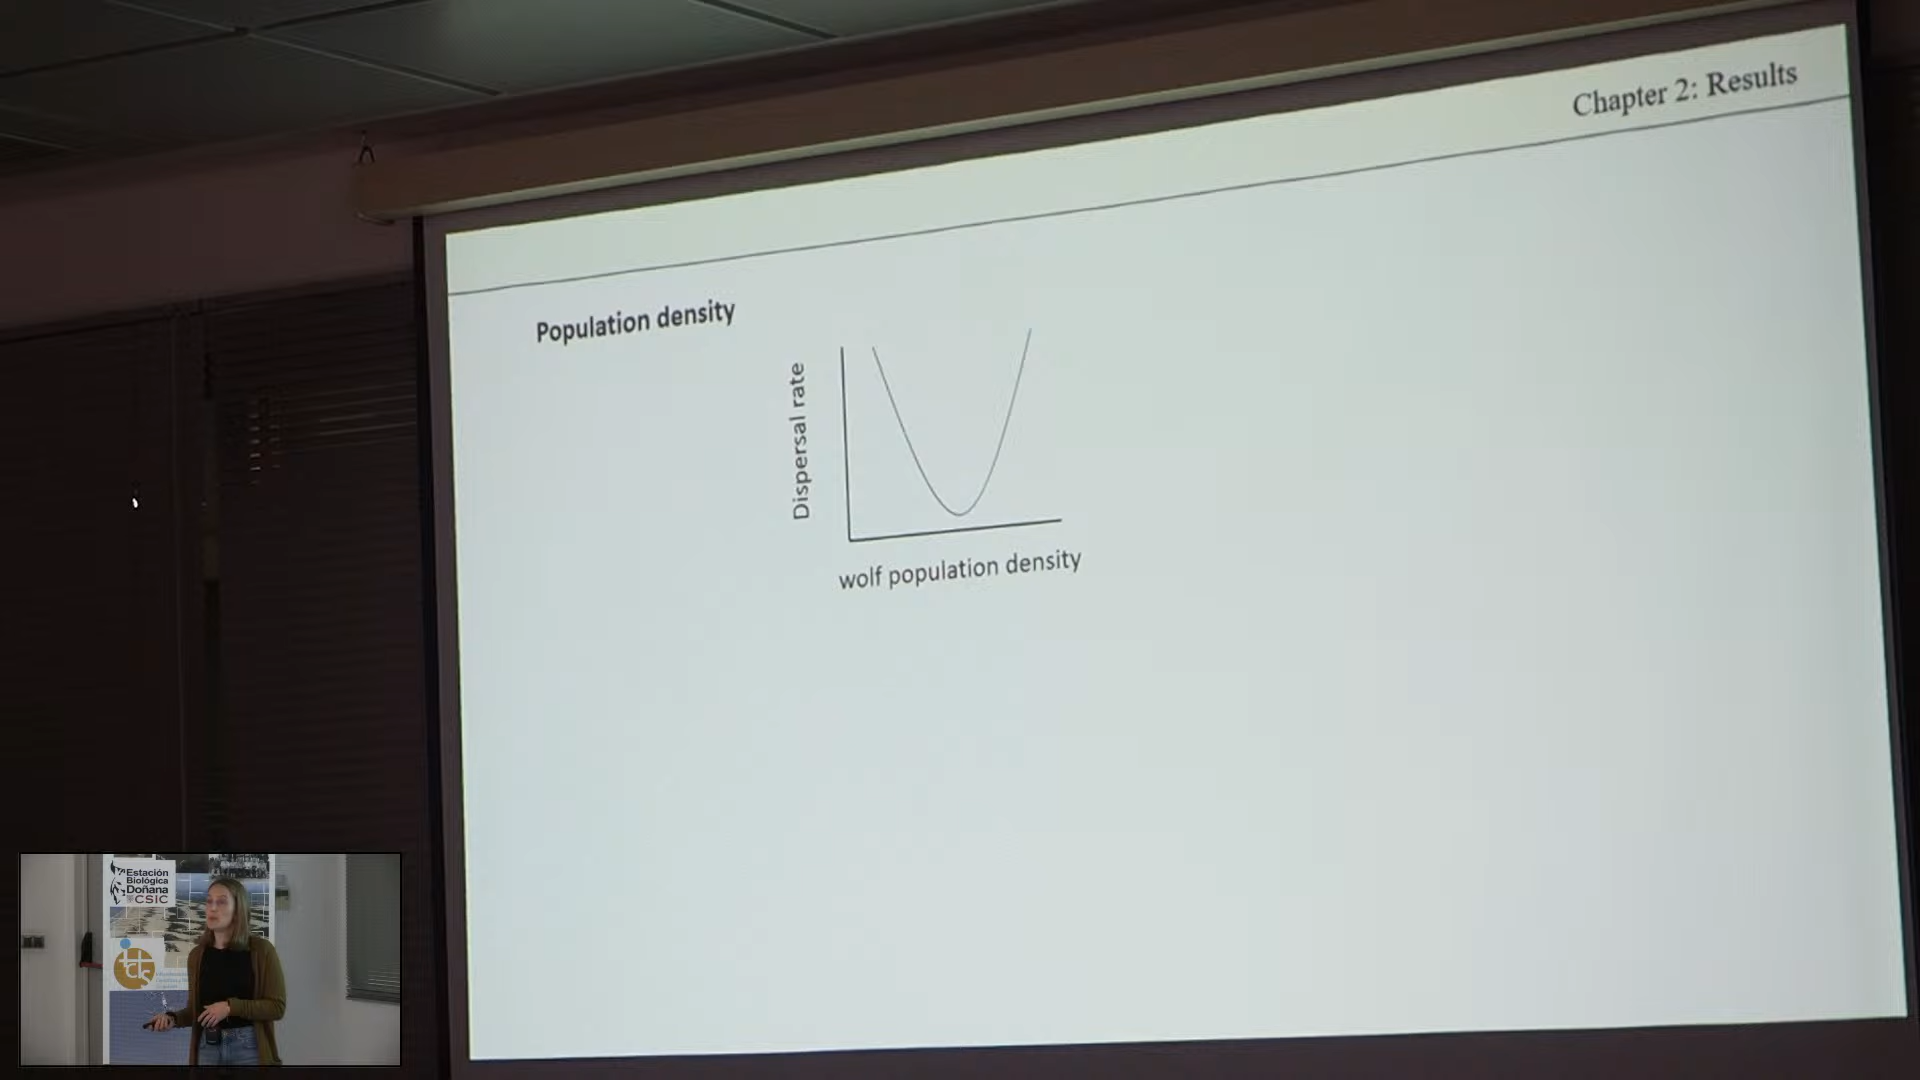 Chapter 2: Results
Population density
Dispersal rate
wolf population density
Estación
Biológica
Doñana
CSIC